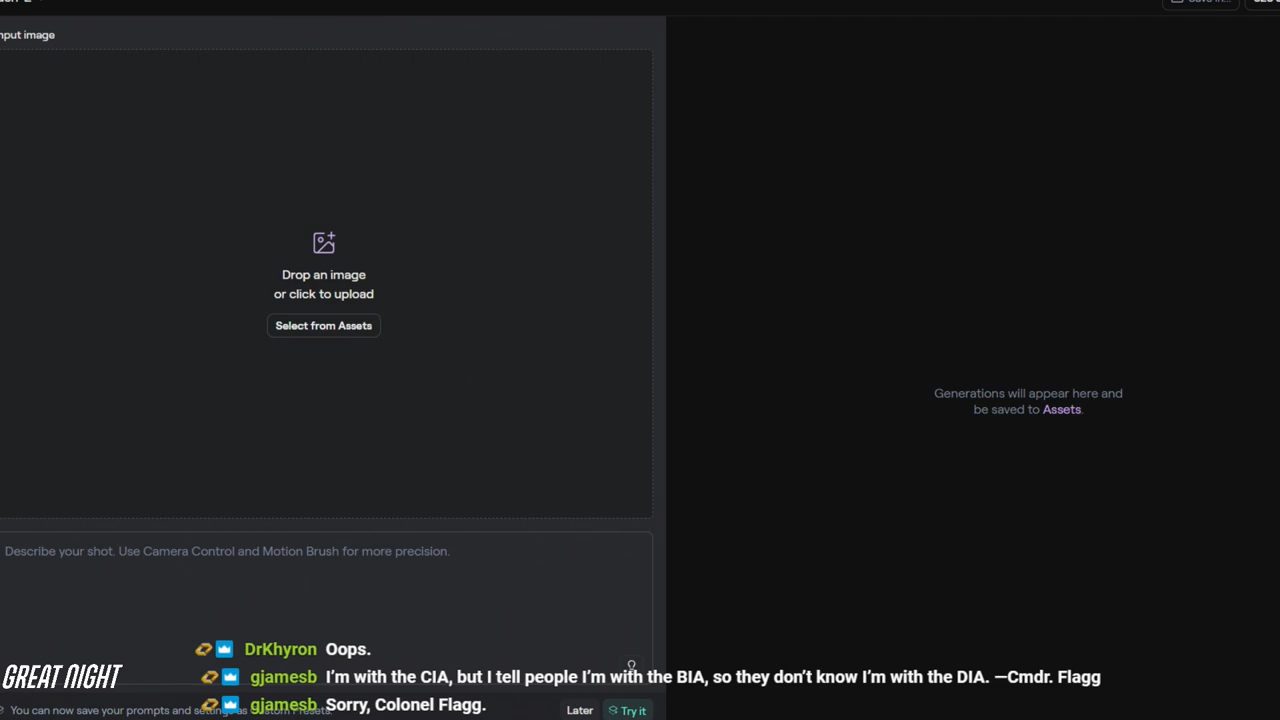 nput image
Drop an image
or click to upload
Select from Assets
Generations will appear here and
be saved to Assets.
Describe your shot. Use Camera Control and Motion Brush for more precision.
DrKhyron Oops.
GREAT NIGHT
gjamesb I'm with the CIA, but I tell people I'm with the BIA, so they don't know I'm with the DIA. —Cmdr. Flagg
gjamesb Sorry, Colonel Flagg.
You can now save your prompts and settings as Custom Presets.
Later
Try it